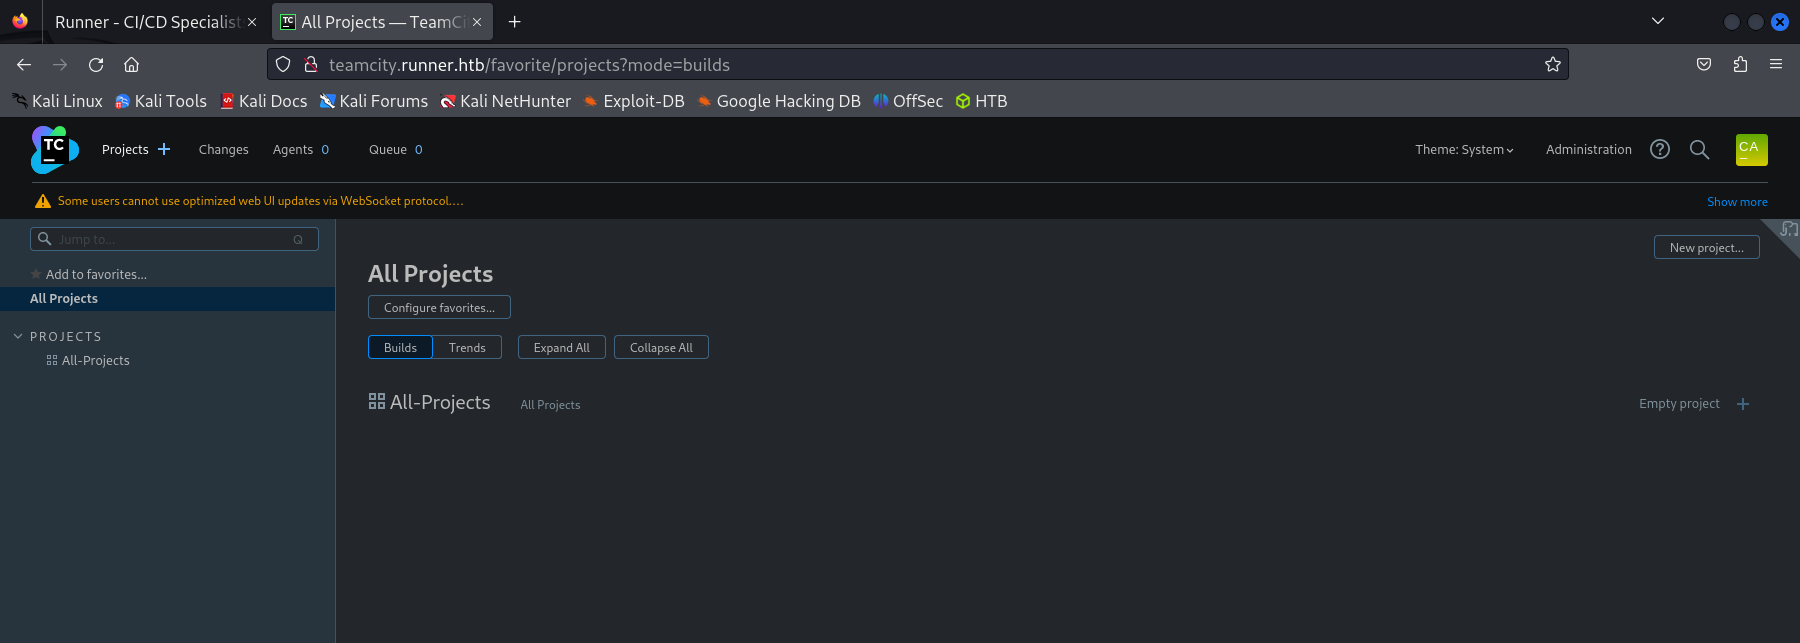 Runner - CI/CD Specialist
All Projects — TeamCi
teamcity.runner.htb/favorite/projects?mode=builds
Kali Linux Kali Tools Kali Docs Kali Forums Kali NetHunter Exploit-DB Google Hacking DB OffSec HTB
TC
Projects Changes Agents 0 Queue 0 Theme: System Administration CA
Some users cannot use optimized web UI updates via WebSocket protocol.... Show more
Jump to... Q
New project...
Add to favorites...
All Projects
All Projects
Configure favorites...
PROJECTS
All-Projects
Builds Trends Expand All Collapse All
All-Projects All Projects Empty project